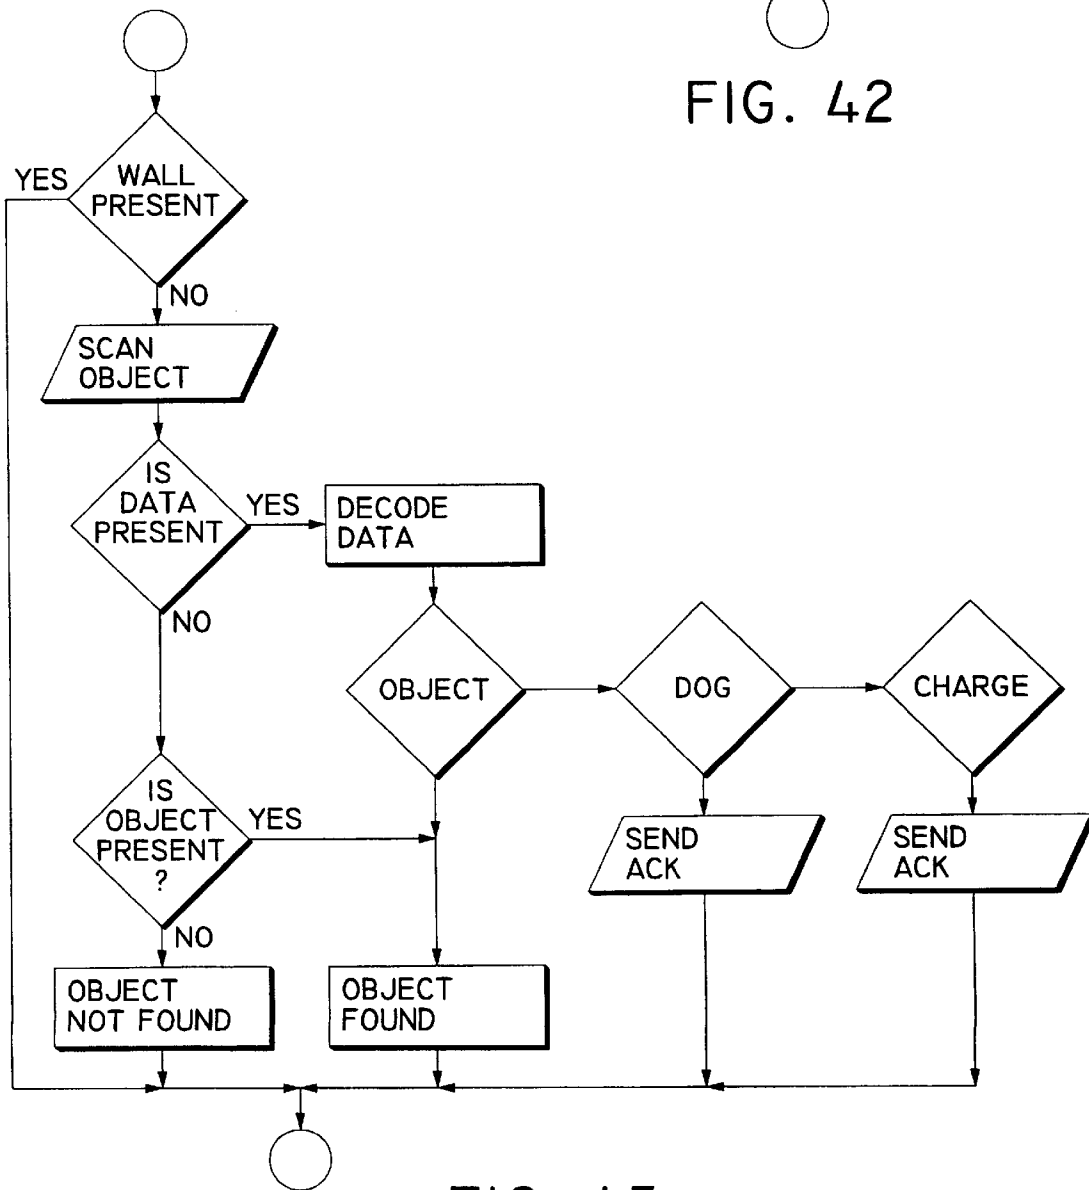 FIG. 42
YES
WALL
PRESENT
NO
SCAN
OBJECT
IS
DATA
PRESENT
YES
DECODE
DATA
NO
OBJECT
DOG
CHARGE
IS
OBJECT
PRESENT
?
YES
SEND
ACK
SEND
ACK
NO
OBJECT
NOT FOUND
OBJECT
FOUND